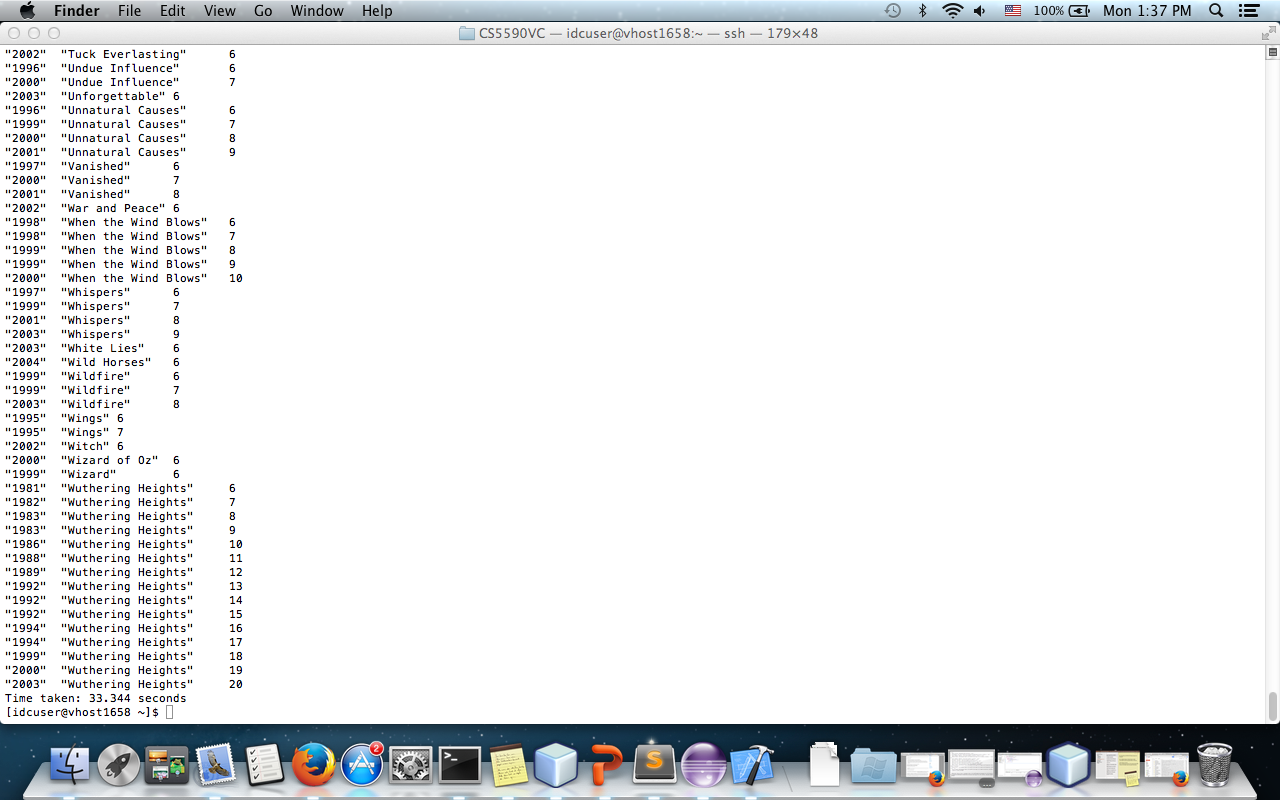 Finder File Edit View Go Window Help 100% Mon 1:37 PM
CS5590VC — idcuser@vhost1658:~ — ssh — 179×48
"2002" "Tuck Everlasting" 6
"1996" "Undue Influence" 6
"2000" "Undue Influence" 7
"2003" "Unforgettable" 6
"1996" "Unnatural Causes" 6
"1999" "Unnatural Causes" 7
"2000" "Unnatural Causes" 8
"2001" "Unnatural Causes" 9
"1997" "Vanished" 6
"2000" "Vanished" 7
"2001" "Vanished" 8
"2002" "War and Peace" 6
"1998" "When the Wind Blows" 6
"1998" "When the Wind Blows" 7
"1999" "When the Wind Blows" 8
"1999" "When the Wind Blows" 9
"2000" "When the Wind Blows" 10
"1997" "Whispers" 6
"1999" "Whispers" 7
"2001" "Whispers" 8
"2003" "Whispers" 9
"2003" "White Lies" 6
"2004" "Wild Horses" 6
"1999" "Wildfire" 6
"1999" "Wildfire" 7
"2003" "Wildfire" 8
"1995" "Wings" 6
"1995" "Wings" 7
"2002" "Witch" 6
"2000" "Wizard of Oz" 6
"1999" "Wizard" 6
"1981" "Wuthering Heights" 6
"1982" "Wuthering Heights" 7
"1983" "Wuthering Heights" 8
"1983" "Wuthering Heights" 9
"1986" "Wuthering Heights" 10
"1988" "Wuthering Heights" 11
"1989" "Wuthering Heights" 12
"1992" "Wuthering Heights" 13
"1992" "Wuthering Heights" 14
"1992" "Wuthering Heights" 15
"1994" "Wuthering Heights" 16
"1994" "Wuthering Heights" 17
"1999" "Wuthering Heights" 18
"2000" "Wuthering Heights" 19
"2003" "Wuthering Heights" 20
Time taken: 33.344 seconds
[idcuser@vhost1658 ~]$
2